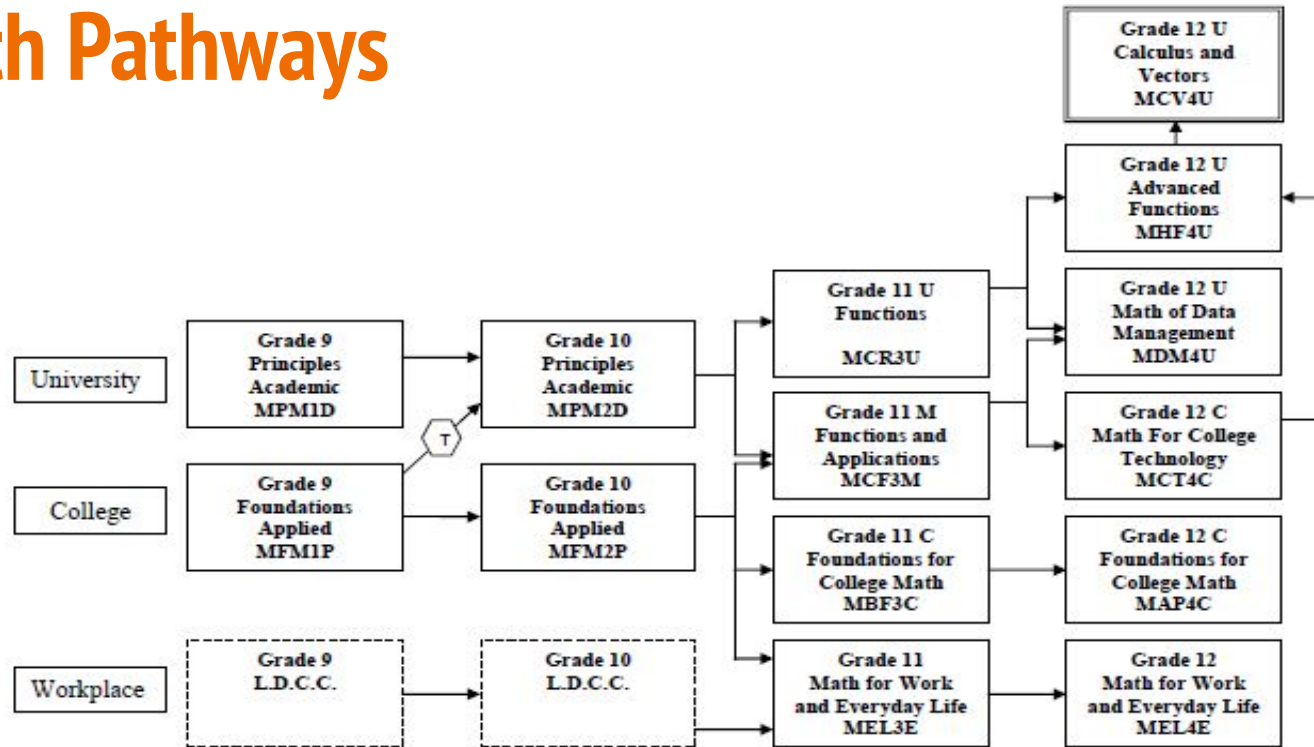 th Pathways
Grade 12 U
Calculus and
Vectors
MCV4U
Grade 12 U
Advanced
Functions
MHF4U
Grade 11 U
Functions
MCR3U
Grade 12 U
Math of Data
Management
MDM4U
University
Grade 9
Principles
Academic
MPM1D
Grade 10
Principles
Academic
MPM2D
T
Grade 11 M
Functions and
Applications
MCF3M
Grade 12 C
Math For College
Technology
MCT4C
College
Grade 9
Foundations
Applied
MFM1P
Grade 10
Foundations
Applied
MFM2P
Grade 11 C
Foundations for
College Math
MBF3C
Grade 12 C
Foundations for
College Math
MAP4C
Workplace
Grade 9
L.D.C.C.
Grade 10
L.D.C.C.
Grade 11
Math for Work
and Everyday Life
MEL3E
Grade 12
Math for Work
and Everyday Life
MEL4E